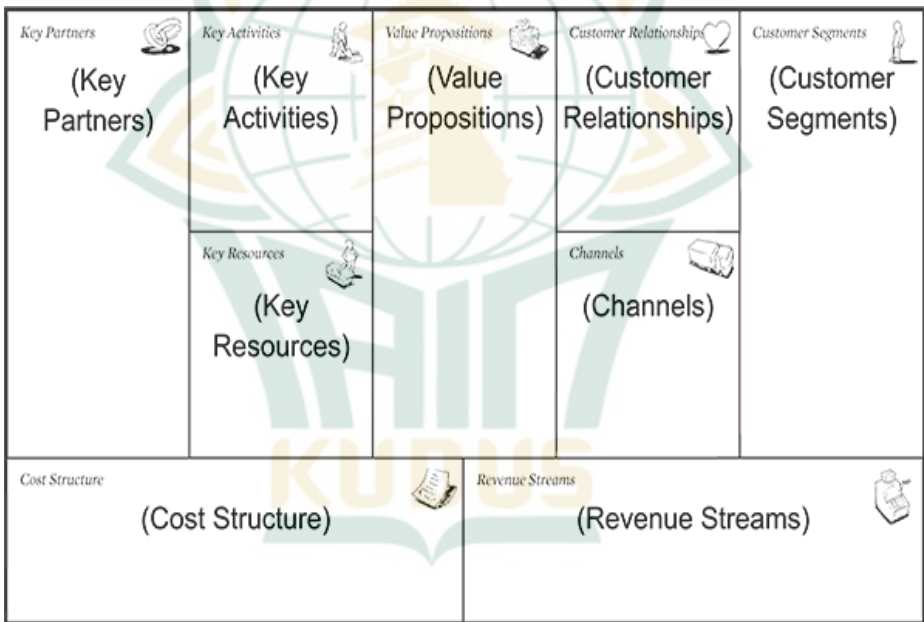 Key Partners
(Key
Partners)
Key Activities
(Key
Activities)
Key Resources
(Key
Resources)
Value Propositions
(Value
Propositions)
Customer Relationships
(Customer
Relationships)
Channels
(Channels)
Customer Segments
(Customer
Segments)
Cost Structure
(Cost Structure)
Revenue Streams
(Revenue Streams)
IAIN
KUDUS